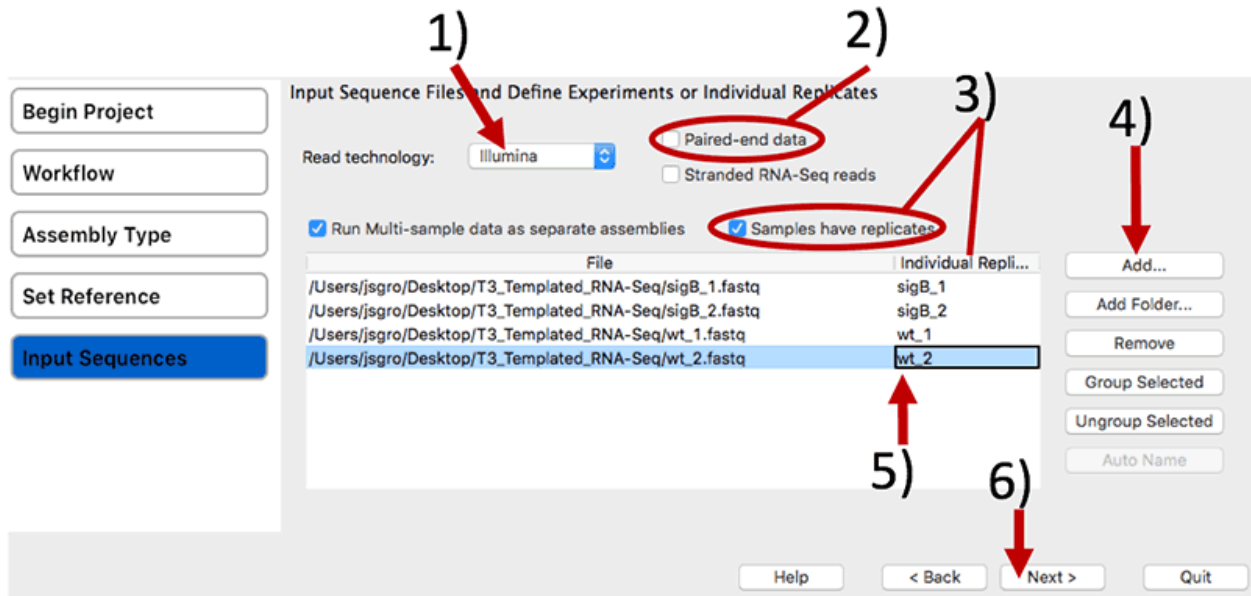 1)
2)
3)
4)
Begin Project
Workflow
Assembly Type
Set Reference
Input Sequences
Input Sequence Files and Define Experiments or Individual Replicates
Read technology: Illumina
Paired-end data
Stranded RNA-Seq reads
Run Multi-sample data as separate assemblies
Samples have replicates
File Individual Repli...
/Users/jsgro/Desktop/T3_Templated_RNA-Seq/sigB_1.fastq sigB_1
/Users/jsgro/Desktop/T3_Templated_RNA-Seq/sigB_2.fastq sigB_2
/Users/jsgro/Desktop/T3_Templated_RNA-Seq/wt_1.fastq wt_1
/Users/jsgro/Desktop/T3_Templated_RNA-Seq/wt_2.fastq wt_2
Add...
Add Folder...
Remove
Group Selected
Ungroup Selected
Auto Name
5)
6)
Help
< Back
Next >
Quit